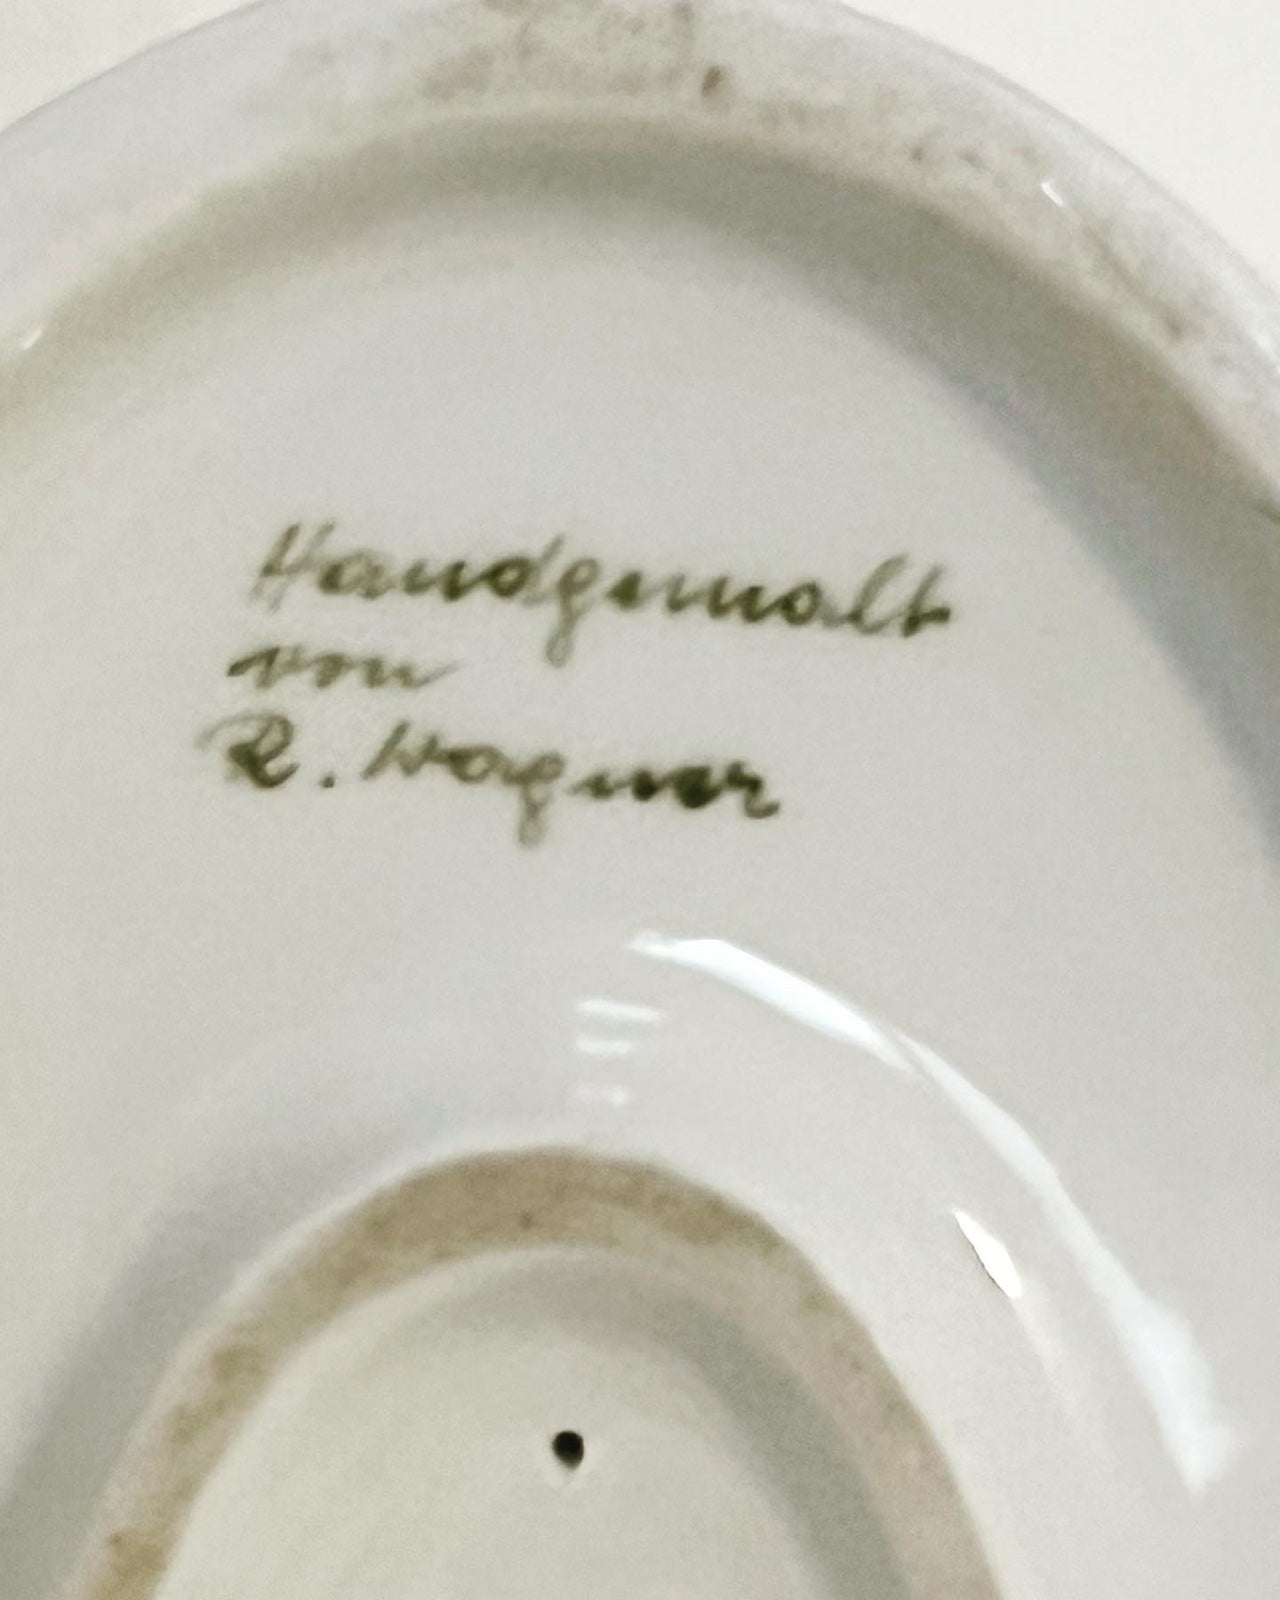 Handgemalt
von
R. Wagner